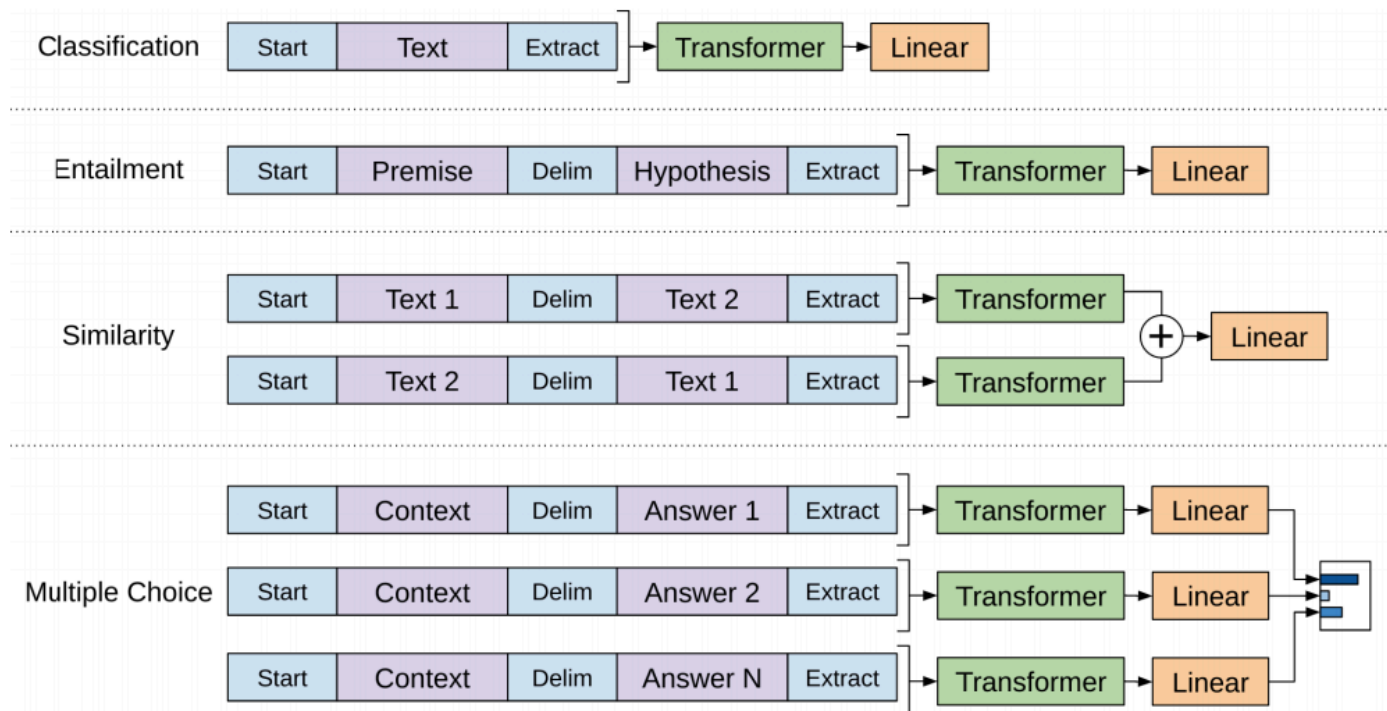 Classification Start Text Extract Transformer Linear
Entailment Start Premise Delim Hypothesis Extract Transformer Linear
Similarity
Start Text 1 Delim Text 2 Extract Transformer
+ Linear
Start Text 2 Delim Text 1 Extract Transformer
Multiple Choice
Start Context Delim Answer 1 Extract Transformer Linear
Start Context Delim Answer 2 Extract Transformer Linear
Start Context Delim Answer N Extract Transformer Linear